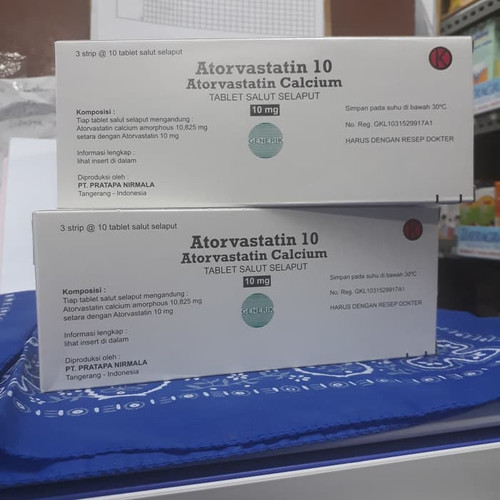 3 strip @ 10 tablet salut selaput
Atorvastatin 10
Atorvastatin Calcium
TABLET SALUT SELAPUT
10 mg
GENERIK
K
Komposisi :
Tiap tablet salut selaput mengandung :
Atorvastatin calcium amorphous 10,825 mg
setara dengan Atorvastatin 10 mg
Informasi lengkap :
lihat insert di dalam
Diproduksi oleh :
PT. PRATAPA NIRMALA
Tangerang - Indonesia
Simpan pada suhu di bawah 30°C
No. Reg. GKL1031529917A1
HARUS DENGAN RESEP DOKTER
3 strip @ 10 tablet salut selaput
Atorvastatin 10
Atorvastatin Calcium
TABLET SALUT SELAPUT
10 mg
GENERIK
K
Komposisi :
Tiap tablet salut selaput mengandung :
Atorvastatin calcium amorphous 10,825 mg
setara dengan Atorvastatin 10 mg
Informasi lengkap :
lihat insert di dalam
Diproduksi oleh :
PT. PRATAPA NIRMALA
Tangerang - Indonesia
Simpan pada suhu di bawah 30°C
No. Reg. GKL1031529917A1
HARUS DENGAN RESEP DOKTER